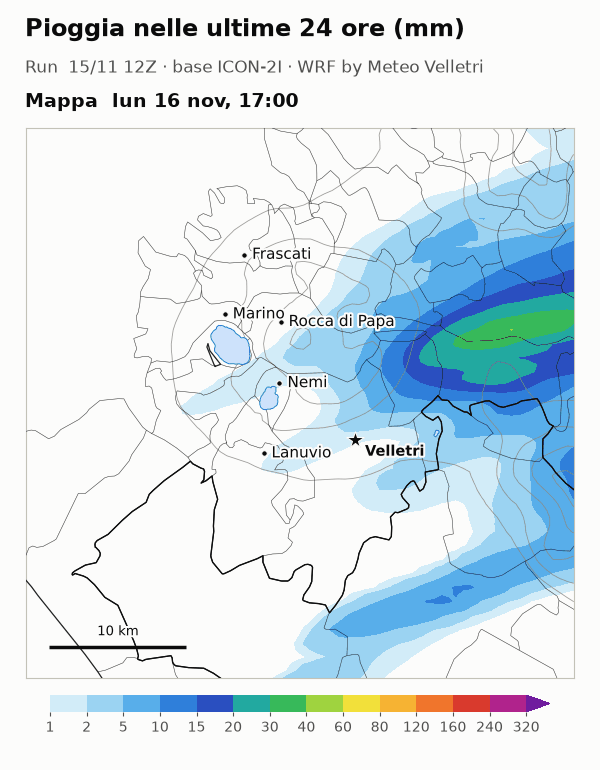 Pioggia nelle ultime 24 ore (mm)
Run  15/11 12Z · base ICON-2I · WRF by Meteo Velletri
Mappa  lun 16 nov, 17:00
Frascati
Marino
Rocca di Papa
Nemi
Velletri
Lanuvio
10 km
1 2 5 10 15 20 30 40 60 80 120 160 240 320